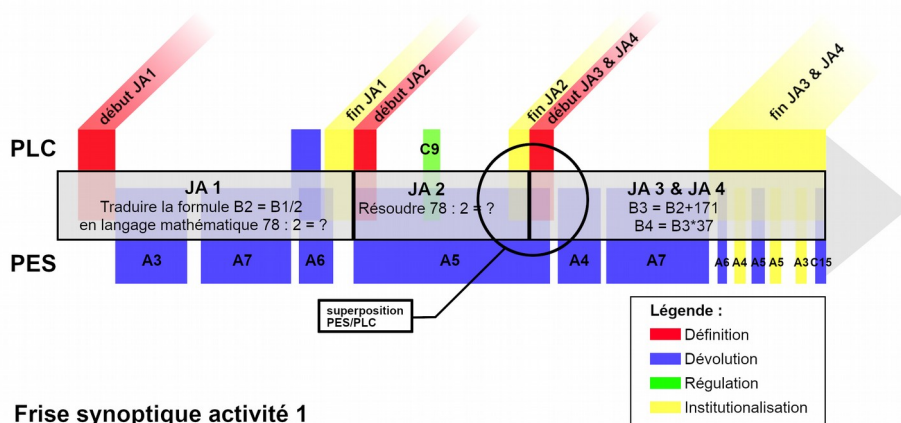 début JA1
fin JA1
début JA2
fin JA2
début JA3 & JA4
fin JA3 & JA4
PLC
C9
JA 1
Traduire la formule B2 = B1/2
en langage mathématique 78 : 2 = ?
JA 2
Résoudre 78 : 2 = ?
JA 3 & JA 4
B3 = B2+171
B4 = B3*37
PES
A3
A7
A6
A5
A4
A7
A6
A4
A5
A5
A3
C15
superposition
PES/PLC
Légende :
Définition
Dévolution
Régulation
Institutionalisation
Frise synoptique activité 1